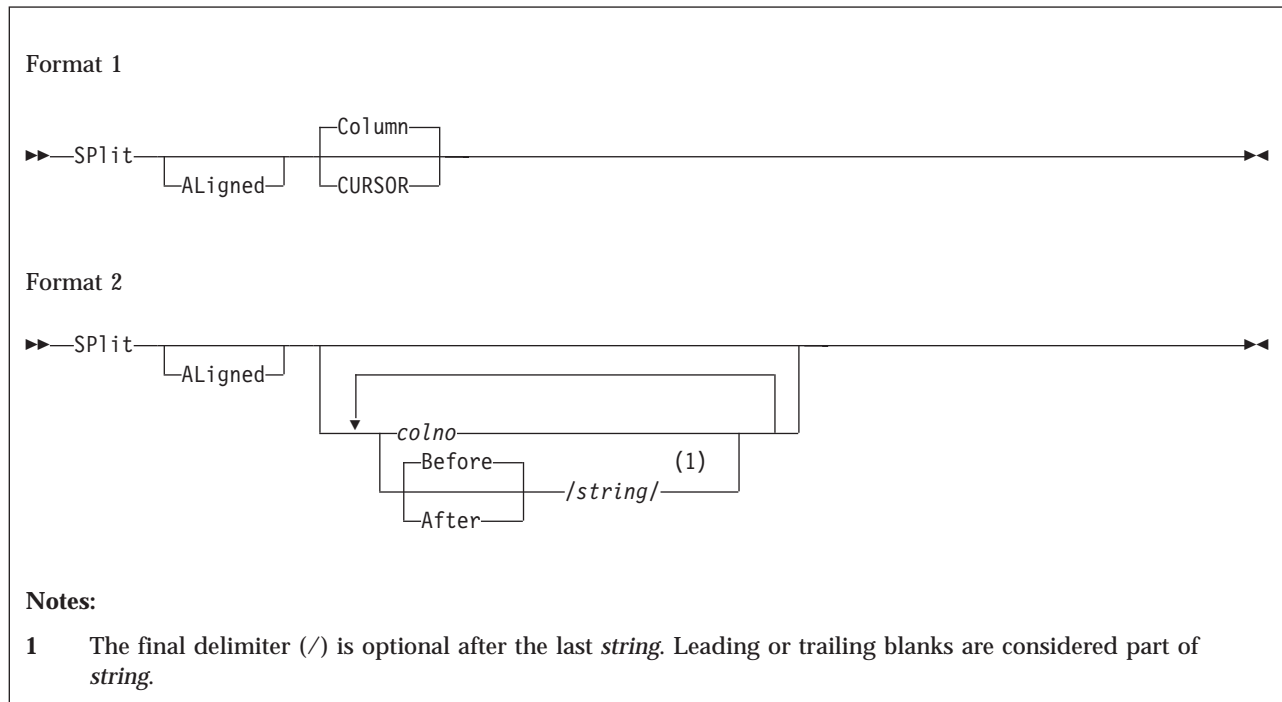 Format 1
Column
SPlit
ALigned
CURSOR
Format 2
SPlit
ALigned
colno
Before
(1)
/string/
After
Notes:
1 The final delimiter (/) is optional after the last string. Leading or trailing blanks are considered part of
string.